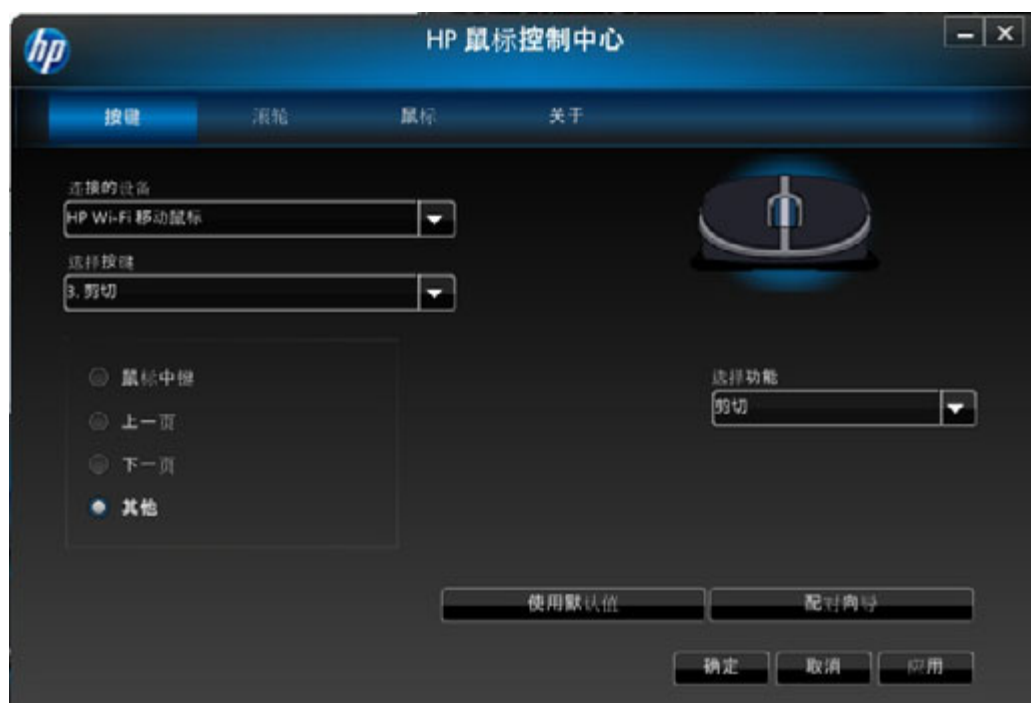 hp
HP 鼠标控制中心
按键 滚轮 鼠标 关于
连接的设备
HP Wi-Fi 移动鼠标
选择按键
3. 剪切
鼠标中键
上一页
下一页
其他
选择功能
剪切
使用默认值 配对向导
确定 取消 应用